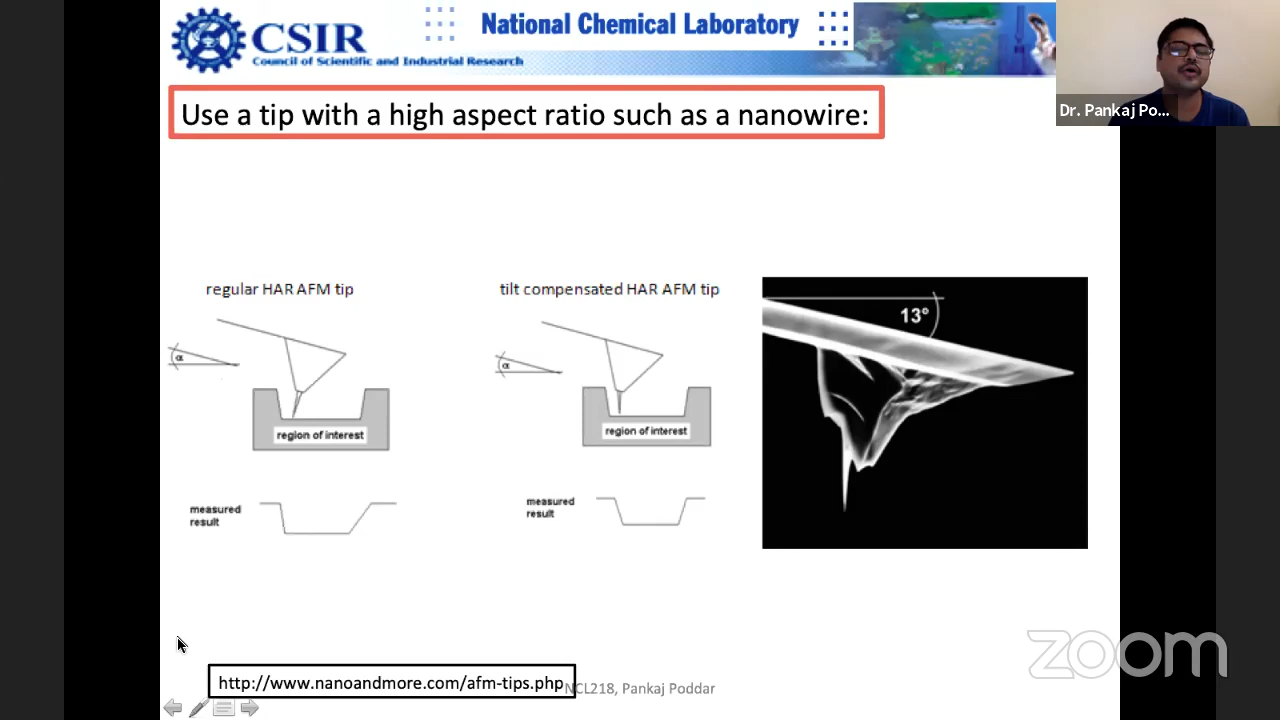 CSIR
Council of Scientific and Industrial Research
National Chemical Laboratory
Dr. Pankaj Po...
Use a tip with a high aspect ratio such as a nanowire:
regular HAR AFM tip
tilt compensated HAR AFM tip
13°
α
α
region of interest
region of interest
measured
result
measured
result
zoom
http://www.nanoandmore.com/afm-tips.php
NCL218, Pankaj Poddar